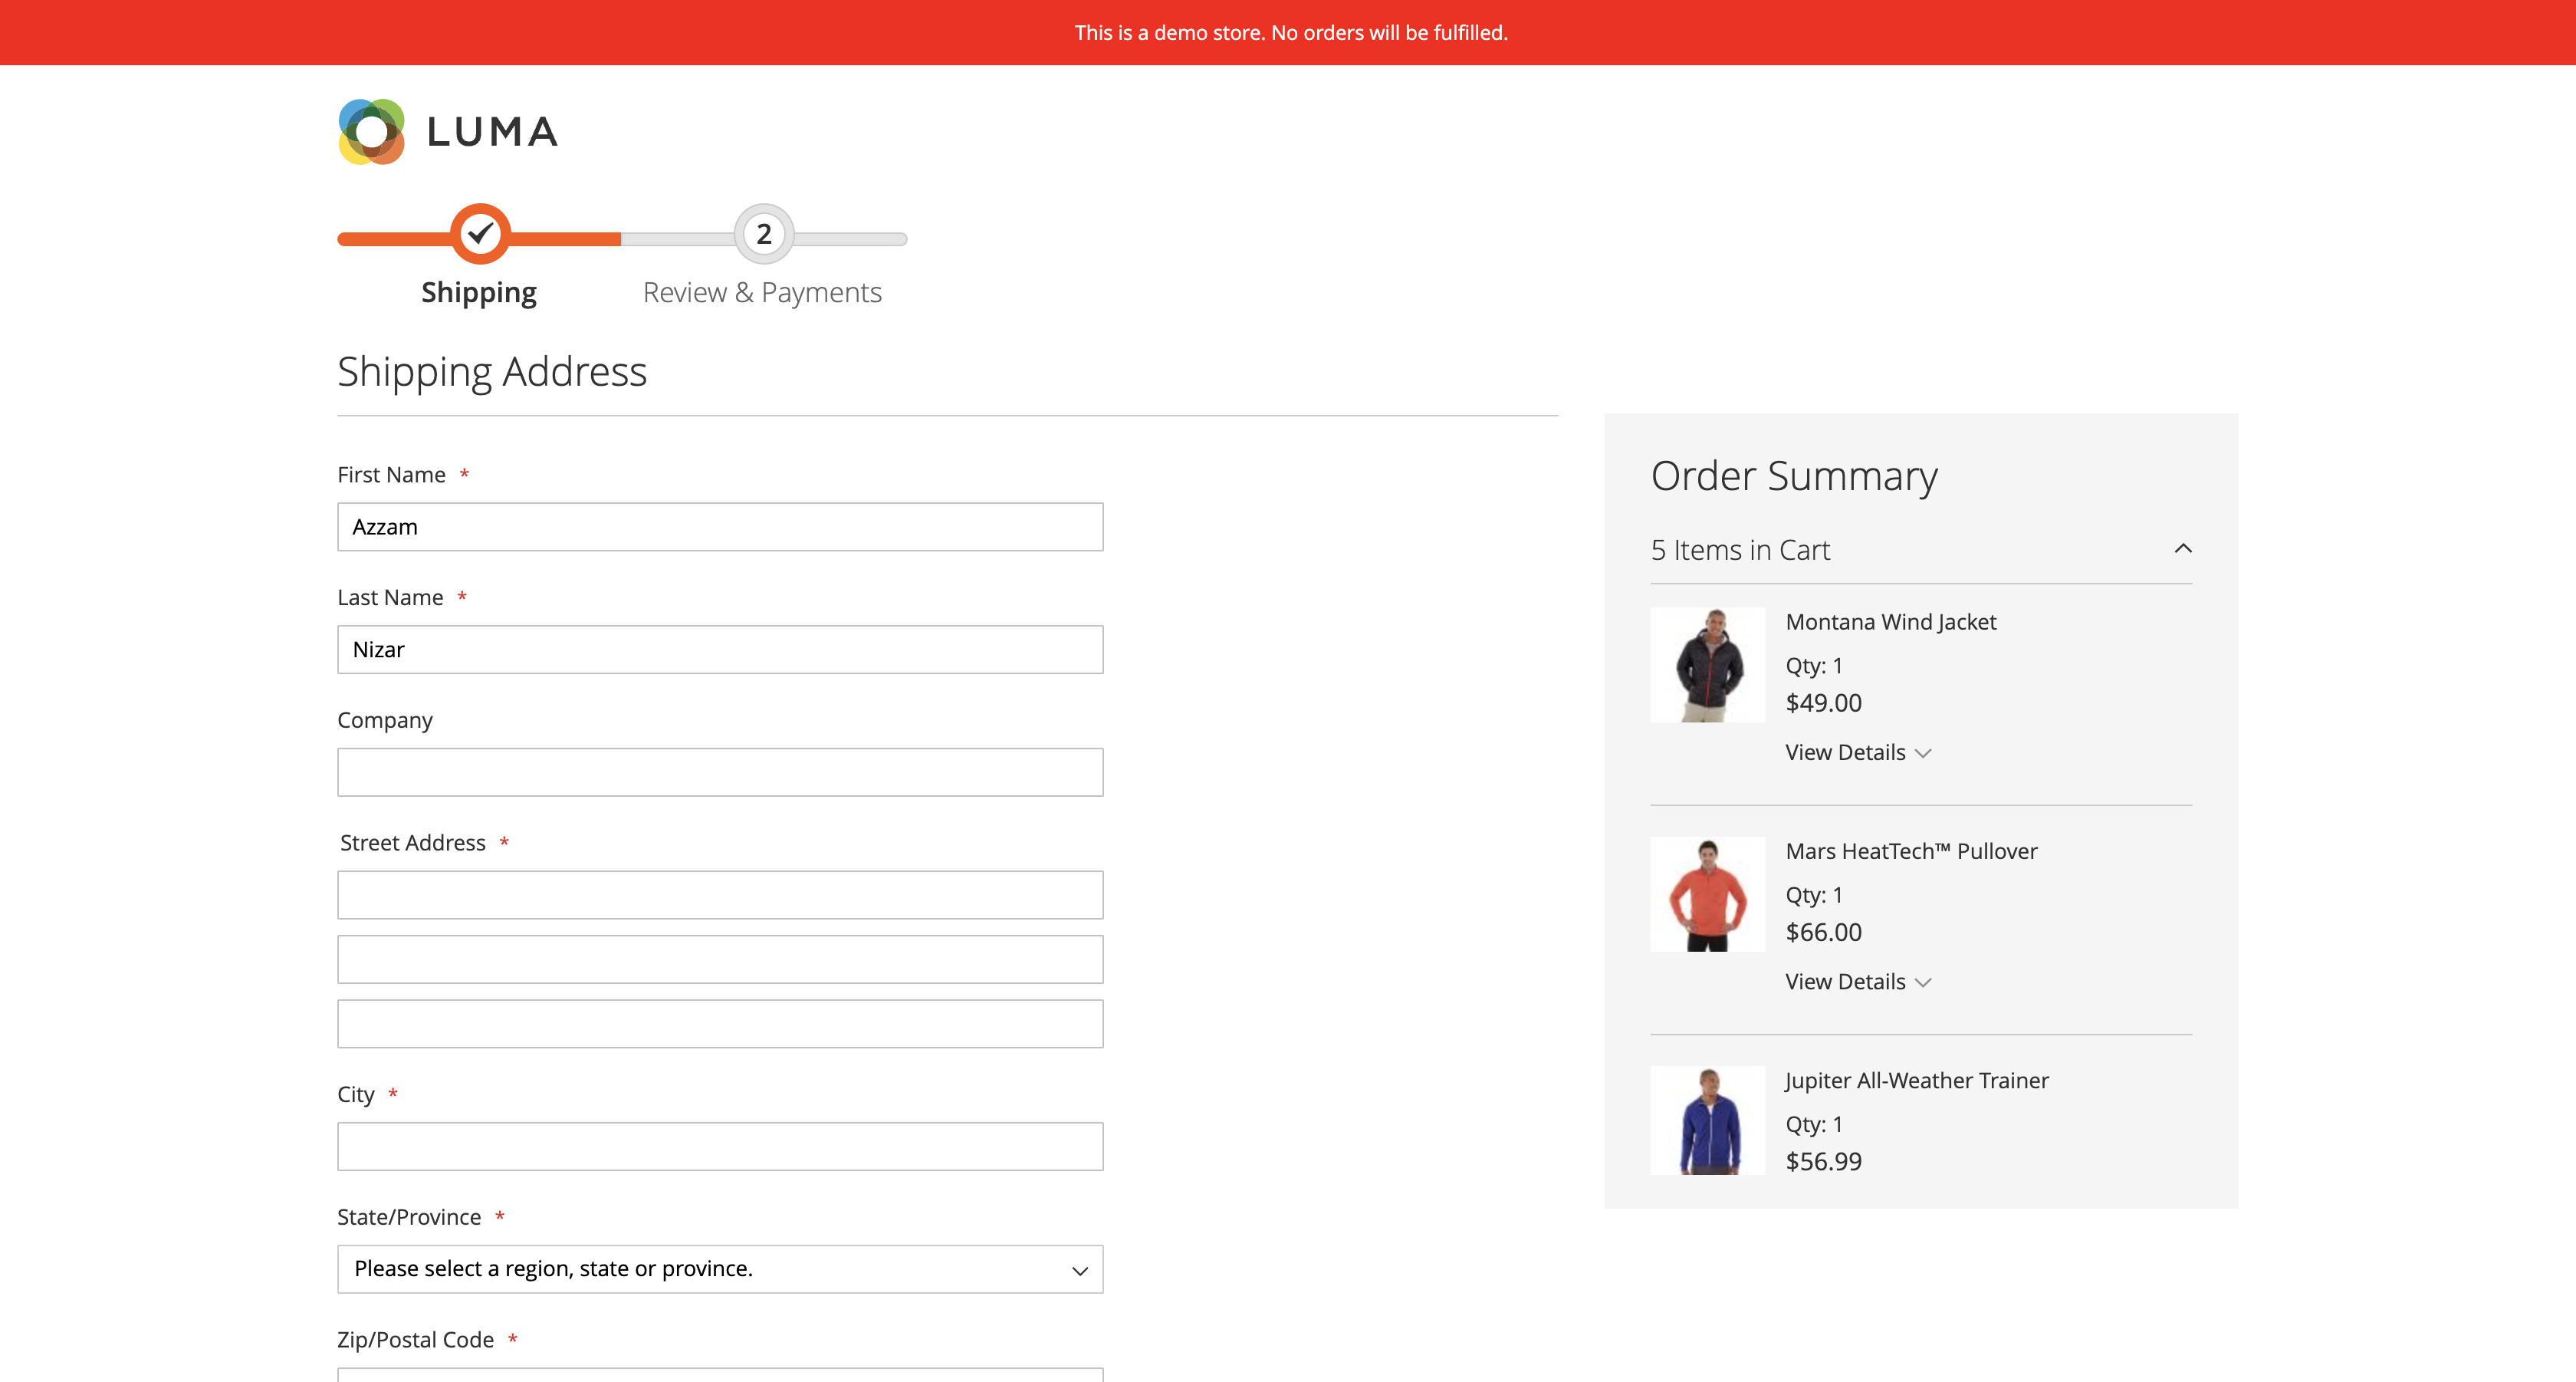 This is a demo store. No orders will be fulfilled.
LUMA
2
Shipping
Review & Payments
Shipping Address
First Name *
Azzam
Last Name *
Nizar
Company
Street Address *
City *
State/Province *
Please select a region, state or province.
Zip/Postal Code *
Order Summary
5 Items in Cart
Montana Wind Jacket
Qty: 1
$49.00
View Details
Mars HeatTech™ Pullover
Qty: 1
$66.00
View Details
Jupiter All-Weather Trainer
Qty: 1
$56.99